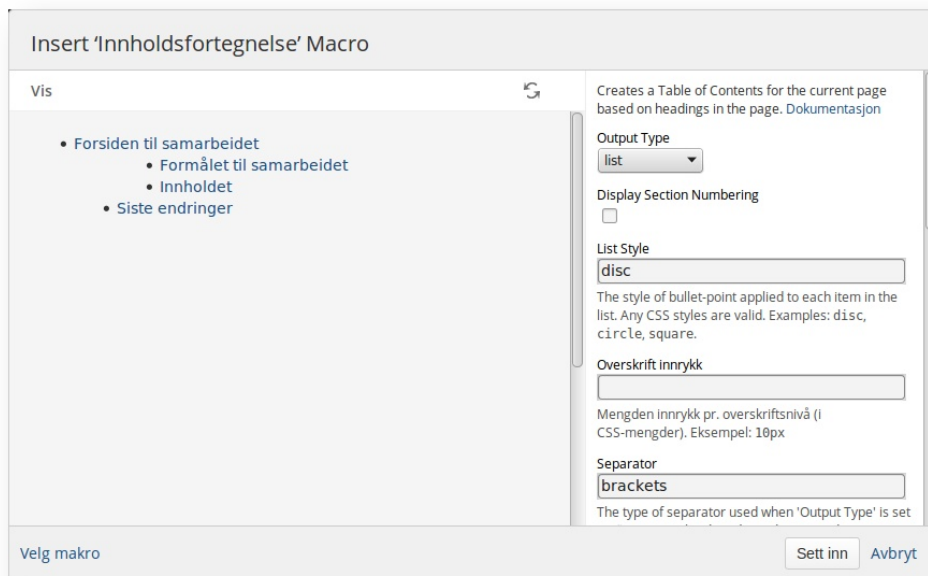 Insert ‘Innholdsfortegnelse’ Macro
Vis
Forsiden til samarbeidet
Formålet til samarbeidet
Innholdet
Siste endringer
Creates a Table of Contents for the current page
based on headings in the page. Dokumentasjon
Output Type
list
Display Section Numbering
List Style
disc
The style of bullet-point applied to each item in the
list. Any CSS styles are valid. Examples: disc,
circle, square.
Overskrift innrykk
Mengden innrykk pr. overskriftsnivå (i
CSS-mengder). Eksempel: 10px
Separator
brackets
The type of separator used when 'Output Type' is set
Velg makro
Sett inn
Avbryt